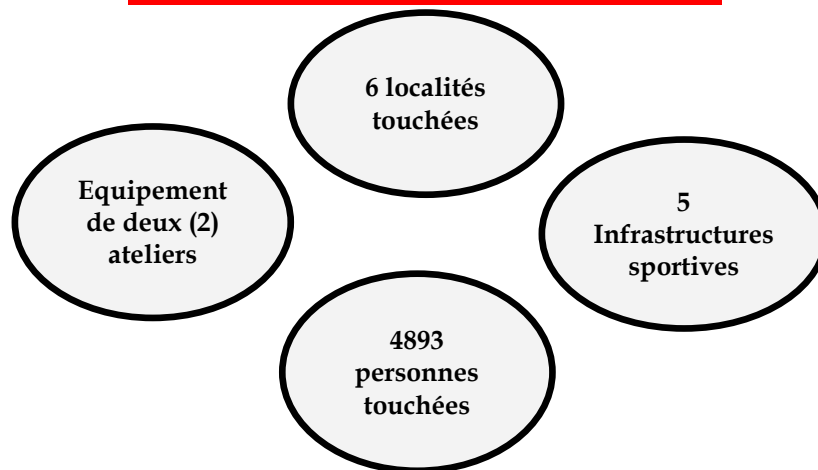 6 localités
touchées
Equipement
de deux (2)
ateliers
5
Infrastructures
sportives
4893
personnes
touchées